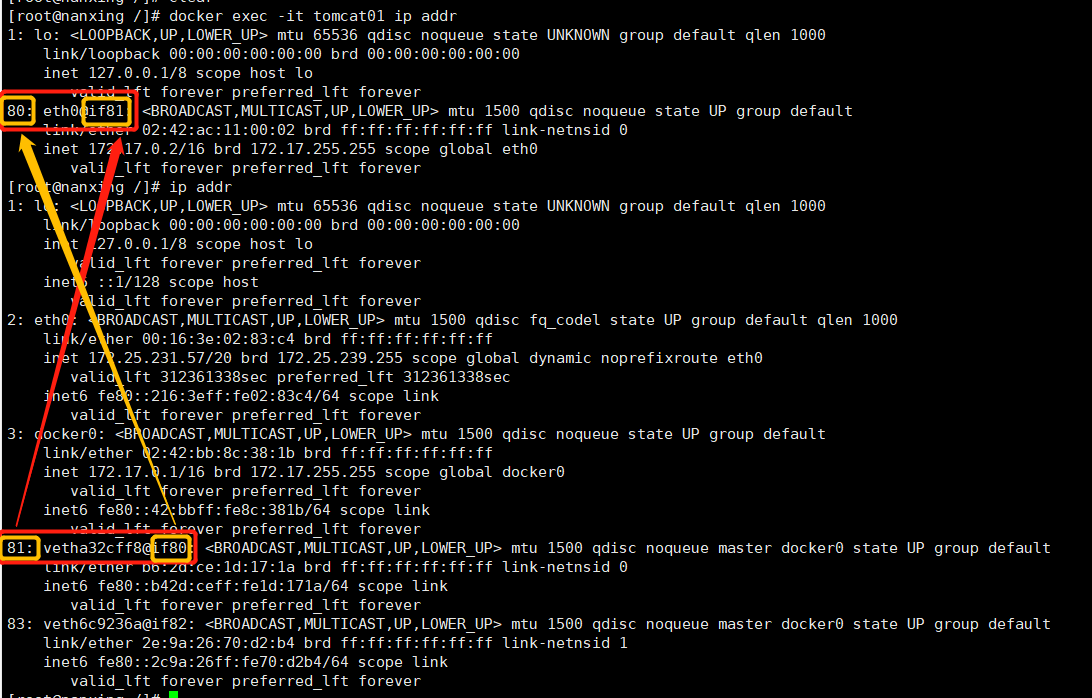 [root@nanxing /]# docker exec -it tomcat01 ip addr
1: lo: <LOOPBACK,UP,LOWER_UP> mtu 65536 qdisc noqueue state UNKNOWN group default qlen 1000
    link/loopback 00:00:00:00:00:00 brd 00:00:00:00:00:00
    inet 127.0.0.1/8 scope host lo
       valid_lft forever preferred_lft forever
80: eth0@if81: <BROADCAST,MULTICAST,UP,LOWER_UP> mtu 1500 qdisc noqueue state UP group default
    link/ether 02:42:ac:11:00:02 brd ff:ff:ff:ff:ff:ff link-netnsid 0
    inet 172.17.0.2/16 brd 172.17.255.255 scope global eth0
       valid_lft forever preferred_lft forever
[root@nanxing /]# ip addr
1: lo: <LOOPBACK,UP,LOWER_UP> mtu 65536 qdisc noqueue state UNKNOWN group default qlen 1000
    link/loopback 00:00:00:00:00:00 brd 00:00:00:00:00:00
    inet 127.0.0.1/8 scope host lo
       valid_lft forever preferred_lft forever
    inet6 ::1/128 scope host
       valid_lft forever preferred_lft forever
2: eth0: <BROADCAST,MULTICAST,UP,LOWER_UP> mtu 1500 qdisc fq_codel state UP group default qlen 1000
    link/ether 00:16:3e:02:83:c4 brd ff:ff:ff:ff:ff:ff
    inet 172.25.231.57/20 brd 172.25.239.255 scope global dynamic noprefixroute eth0
       valid_lft 312361338sec preferred_lft 312361338sec
    inet6 fe80::216:3eff:fe02:83c4/64 scope link
       valid_lft forever preferred_lft forever
3: docker0: <BROADCAST,MULTICAST,UP,LOWER_UP> mtu 1500 qdisc noqueue state UP group default
    link/ether 02:42:bb:8c:38:1b brd ff:ff:ff:ff:ff:ff
    inet 172.17.0.1/16 brd 172.17.255.255 scope global docker0
       valid_lft forever preferred_lft forever
    inet6 fe80::42:bbff:fe8c:381b/64 scope link
       valid_lft forever preferred_lft forever
81: vetha32cff8@if80: <BROADCAST,MULTICAST,UP,LOWER_UP> mtu 1500 qdisc noqueue master docker0 state UP group default
    link/ether b6:2d:ce:1d:17:1a brd ff:ff:ff:ff:ff:ff link-netnsid 0
    inet6 fe80::b42d:ceff:fe1d:171a/64 scope link
       valid_lft forever preferred_lft forever
83: veth6c9236a@if82: <BROADCAST,MULTICAST,UP,LOWER_UP> mtu 1500 qdisc noqueue master docker0 state UP group default
    link/ether 2e:9a:26:70:d2:b4 brd ff:ff:ff:ff:ff:ff link-netnsid 1
    inet6 fe80::2c9a:26ff:fe70:d2b4/64 scope link
       valid_lft forever preferred_lft forever